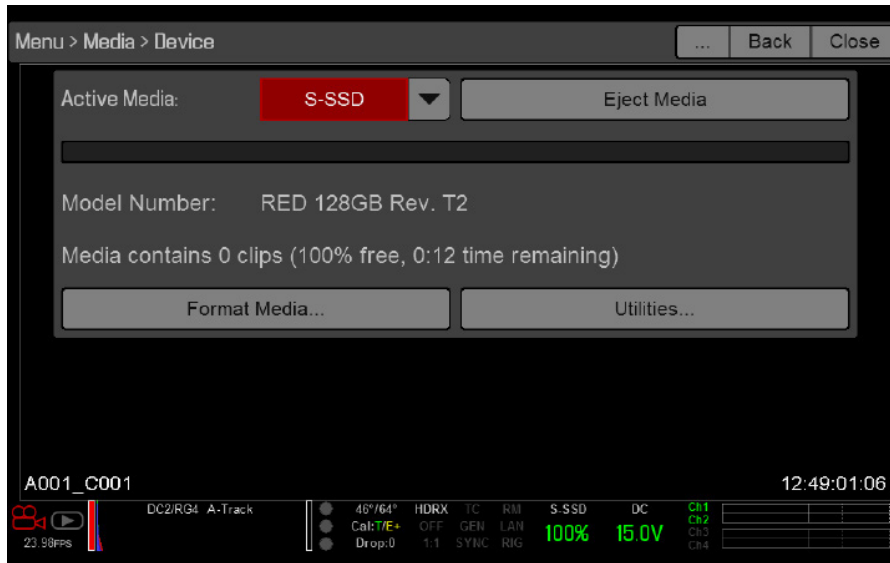 Menu > Media > Device ... Back Close
Active Media: S-SSD Eject Media
Model Number: RED 128GB Rev. T2
Media contains 0 clips (100% free, 0:12 time remaining)
Format Media... Utilities...
A001_C001 12:49:01:06
DC2/RG4 A-Track 46°/64° HDRX TC RM S-SSD DC Ch1
Cal:T/E+ OFF GEN LAN 100% 15.0V Ch2
23.98FPS Drop:0 1:1 SYNC RIG Ch3
Ch4